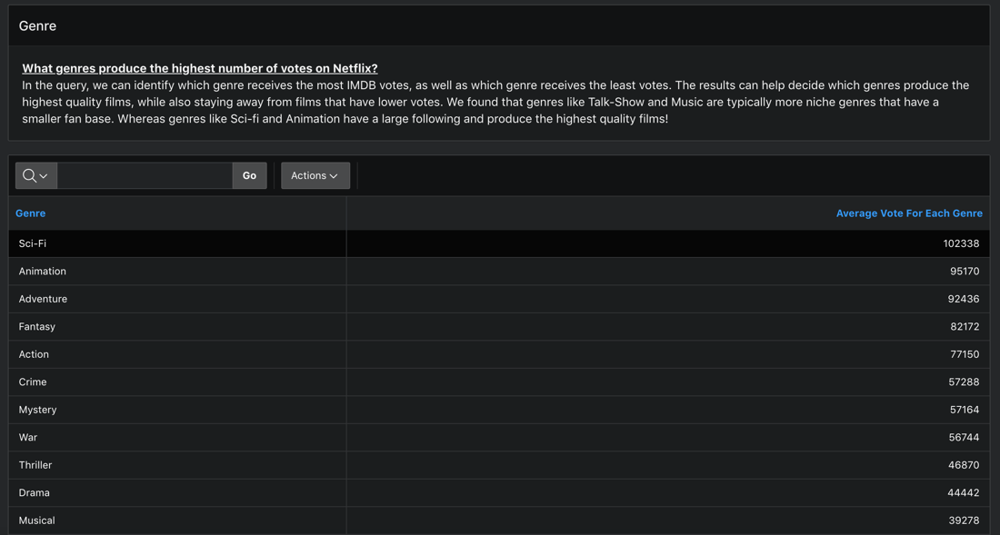 Genre
What genres produce the highest number of votes on Netflix?
In the query, we can identify which genre receives the most IMDB votes, as well as which genre receives the least votes. The results can help decide which genres produce the
highest quality films, while also staying away from films that have lower votes. We found that genres like Talk-Show and Music are typically more niche genres that have a
smaller fan base. Whereas genres like Sci-fi and Animation have a large following and produce the highest quality films!
Go Actions
Genre Average Vote For Each Genre
Sci-Fi 102338
Animation 95170
Adventure 92436
Fantasy 82172
Action 77150
Crime 57288
Mystery 57164
War 56744
Thriller 46870
Drama 44442
Musical 39278